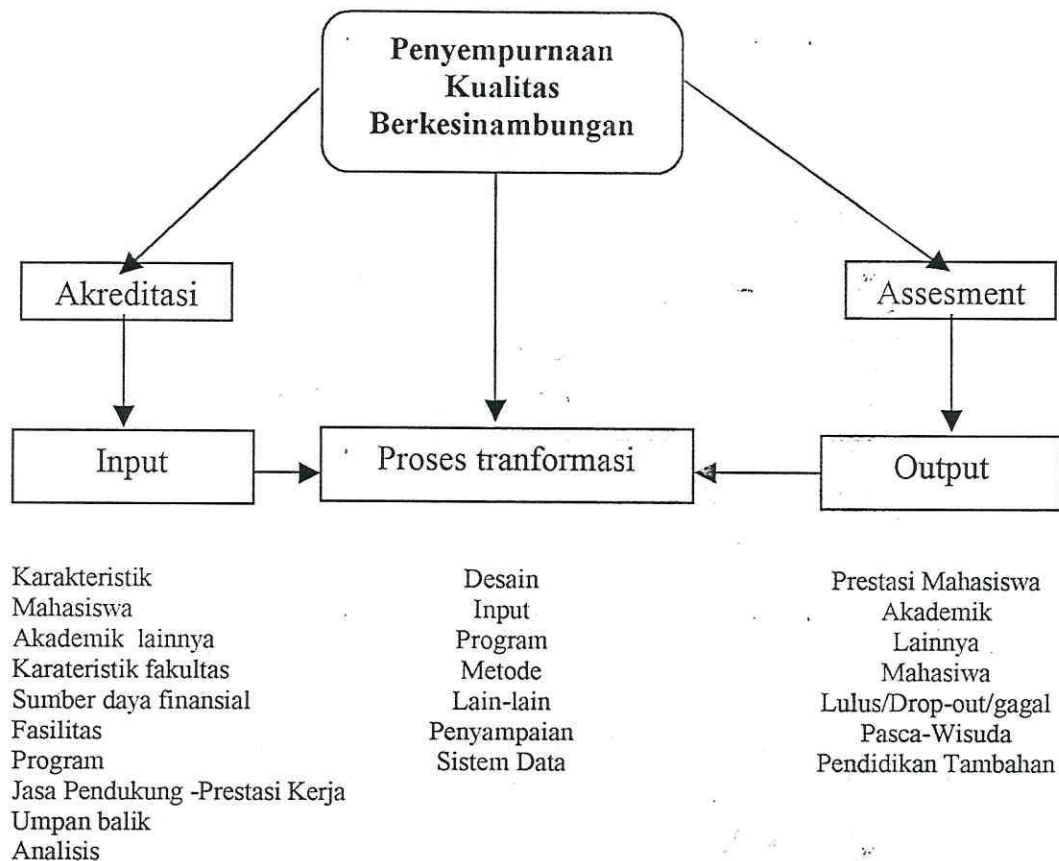 Penyempurnaan
Kualitas
Berkesinambungan
Akreditasi
Assesment
Input
Proses tranformasi
Output
Karakteristik
Mahasiswa
Akademik lainnya
Karateristik fakultas
Sumber daya finansial
Fasilitas
Program
Jasa Pendukung -Prestasi Kerja
Umpan balik
Analisis
Desain
Input
Program
Metode
Lain-lain
Penyampaian
Sistem Data
Prestasi Mahasiswa
Akademik
Lainnya
Mahasiwa
Lulus/Drop-out/gagal
Pasca-Wisuda
Pendidikan Tambahan